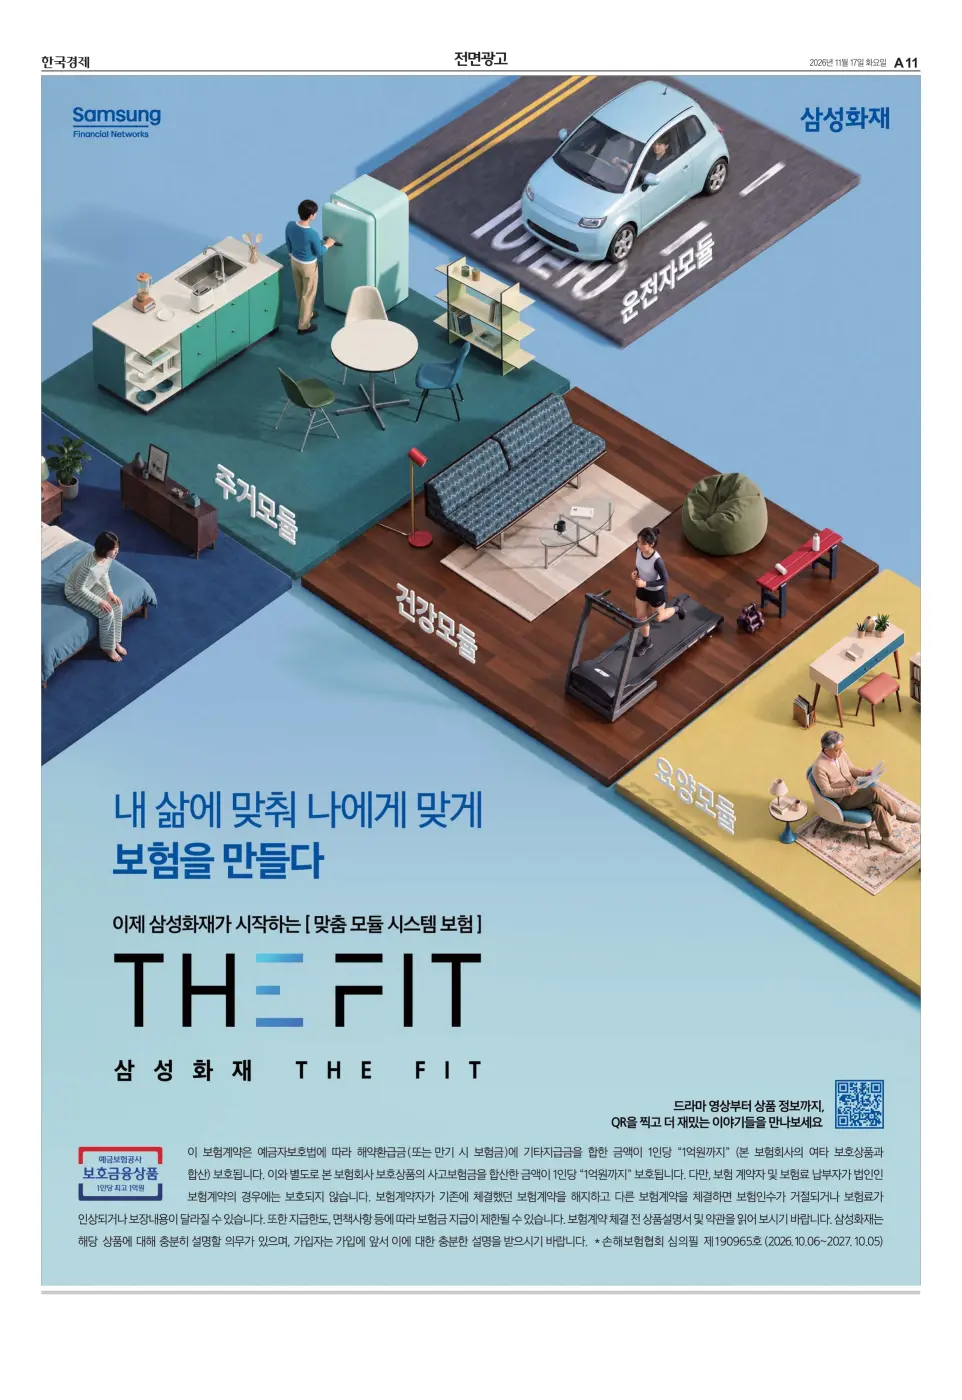 한국경제
전면광고
2026년 11월 17일 화요일 A11
Samsung
Financial Networks
삼성화재
운전자모듈
주거모듈
건강모듈
요양모듈
내 삶에 맞춰 나에게 맞게
보험을 만들다
이제 삼성화재가 시작하는 [ 맞춤 모듈 시스템 보험 ]
THE FIT
삼성화재 THE FIT
드라마 영상부터 상품 정보까지,
QR을 찍고 더 재밌는 이야기들을 만나보세요
예금보험공사
보호금융상품
1인당 최고 1억원
이 보험계약은 예금자보호법에 따라 해약환급금(또는 만기 시 보험금)에 기타지급금을 합한 금액이 1인당 “1억원까지” (본 보험회사의 여타 보호상품과
합산) 보호됩니다. 이와 별도로 본 보험회사 보호상품의 사고보험금을 합산한 금액이 1인당 “1억원까지” 보호됩니다. 다만, 보험 계약자 및 보험료 납부자가 법인인
보험계약의 경우에는 보호되지 않습니다. 보험계약자가 기존에 체결했던 보험계약을 해지하고 다른 보험계약을 체결하면 보험인수가 거절되거나 보험료가
인상되거나 보장내용이 달라질 수 있습니다. 또한 지급한도, 면책사항 등에 따라 보험금 지급이 제한될 수 있습니다. 보험계약 체결 전 상품설명서 및 약관을 읽어 보시기 바랍니다. 삼성화재는
해당 상품에 대해 충분히 설명할 의무가 있으며, 가입자는 가입에 앞서 이에 대한 충분한 설명을 받으시기 바랍니다. *손해보험협회 심의필 제190965호 (2026.10.06~2027.10.05)